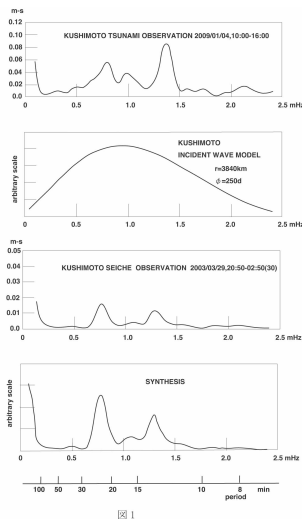 m-s
0.12
KUSHIMOTO TSUNAMI OBSERVATION 2009/01/04,10:00-16:00
0.10
0.08
0.06
0.04
0.02
0.0
0.0 0.5 1.0 1.5 2.0 2.5 mHz
arbitrary scale
KUSHIMOTO
INCIDENT WAVE MODEL
r=3840km
ϕ=250d
0.0 0.5 1.0 1.5 2.0 2.5 mHz
m-s
0.05
0.04
KUSHIMOTO SEICHE OBSERVATION 2003/03/29,20:50-02:50(30)
0.03
0.02
0.01
0.0
0.0 0.5 1.0 1.5 2.0 2.5 mHz
arbitrary scale
SYNTHESIS
0.0 0.5 1.0 1.5 2.0 2.5 mHz
100 50 30 20 15 10 8 min
period
図1